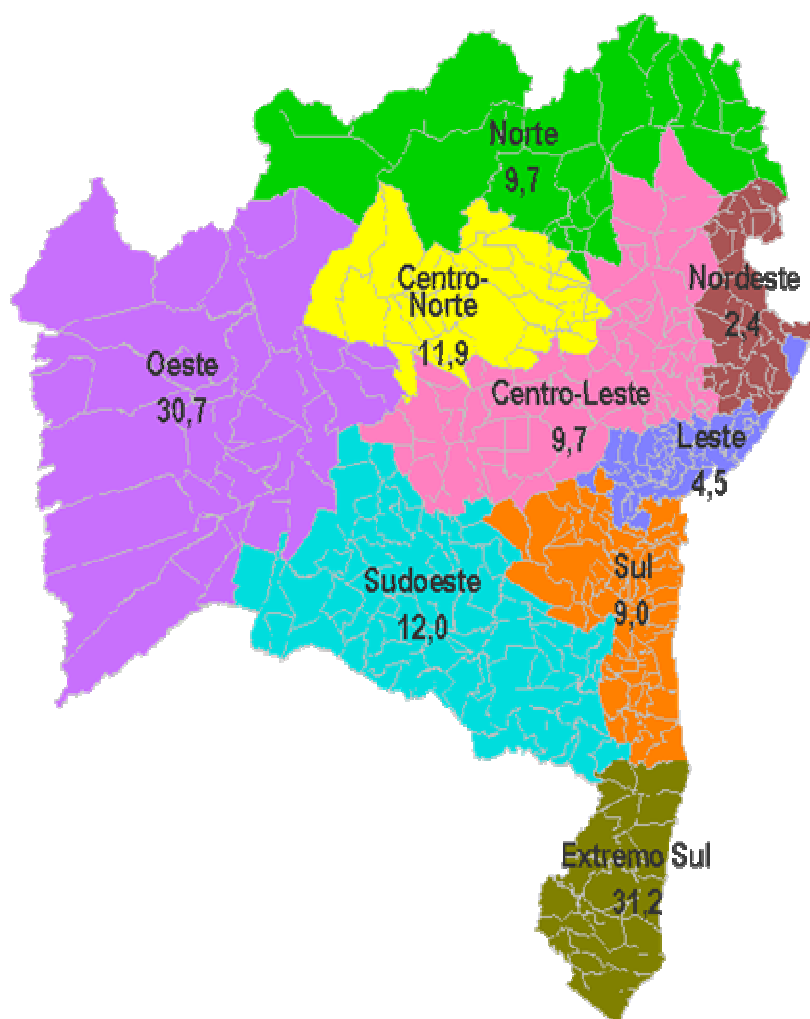 Norte
9,7
Centro-
Norte
11,9
Nordeste
2,4
Oeste
30,7
Centro-Leste
9,7
Leste
4,5
Sudoeste
12,0
Sul
9,0
Extremo Sul
31,2